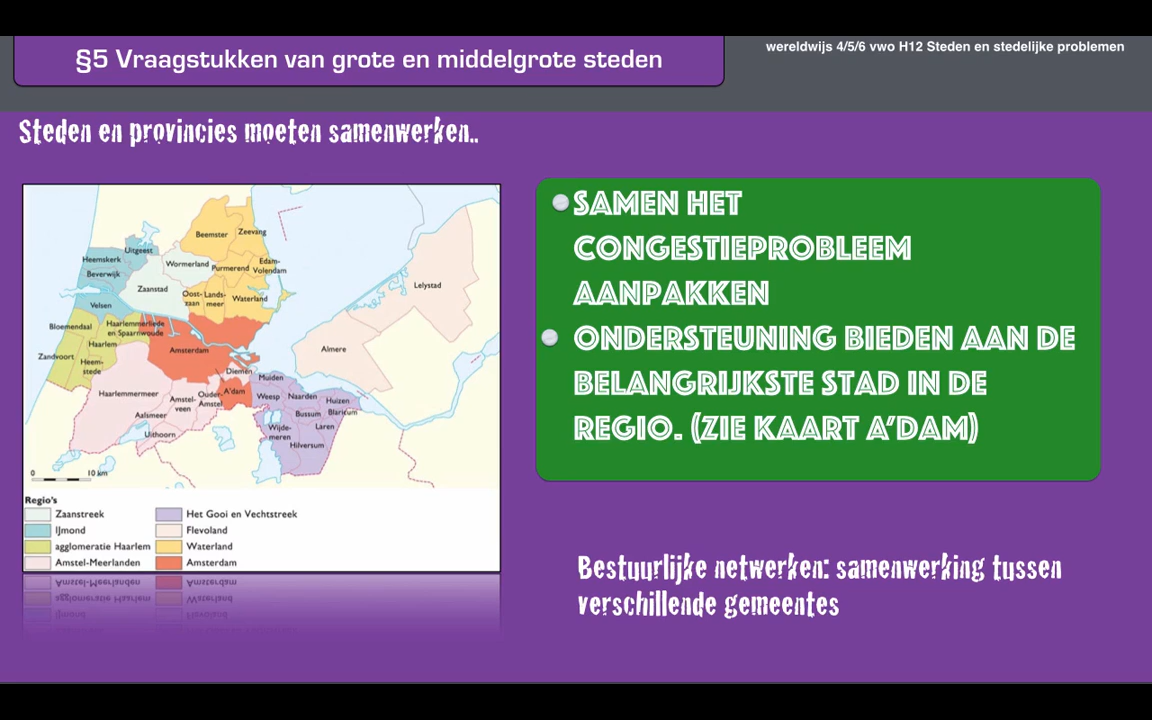 §5 Vraagstukken van grote en middelgrote steden
wereldwijs 4/5/6 vwo H12 Steden en stedelijke problemen
Steden en provincies moeten samenwerken..
SAMEN HET
CONGESTIEPROBLEEM
AANPAKKEN
ONDERSTEUNING BIEDEN AAN DE
BELANGRIJKSTE STAD IN DE
REGIO. (ZIE KAART A'DAM)
Beemster
Zeevang
Uitgeest
Heemskerk
Wormerland
Purmerend
Edam-
Volendam
Beverwijk
Zaanstad
Oost-
zaan
Lands-
meer
Waterland
Lelystad
Velsen
Bloemendaal
Haarlemmerliede
en Spaarnwoude
Haarlem
Zandvoort
Heem-
stede
Amsterdam
Almere
Diemen
Muiden
Haarlemmermeer
Amstel-
veen
Ouder-
Amstel
A'dam
Weesp
Naarden
Huizen
Blaricum
Aalsmeer
Bussum
Laren
Uithoorn
Wijde-
meren
Hilversum
0 10 km
Regio's
Zaanstreek
Het Gooi en Vechtstreek
IJmond
Flevoland
agglomeratie Haarlem
Waterland
Amstel-Meerlanden
Amsterdam
Bestuurlijke netwerken: samenwerking tussen
verschillende gemeentes